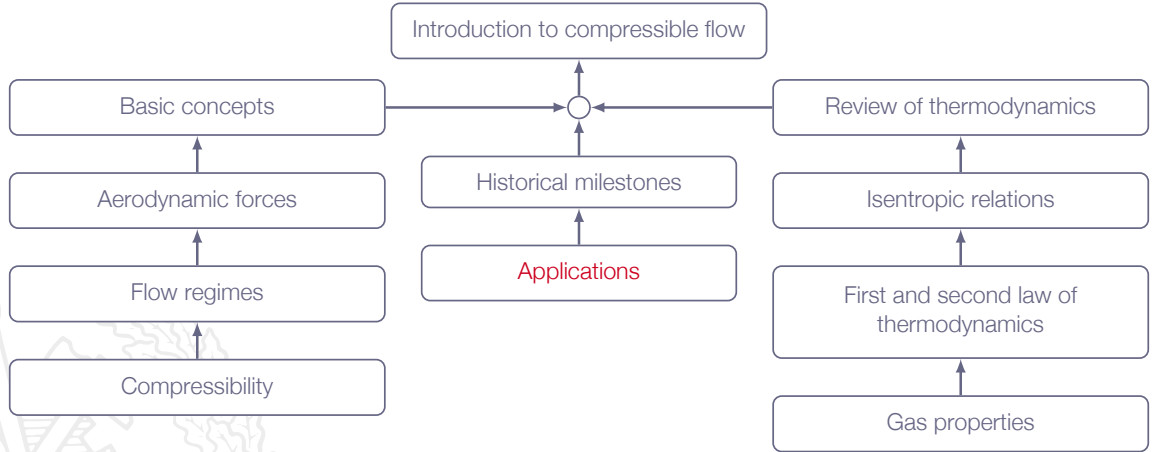 Introduction to compressible flow
Basic concepts
Review of thermodynamics
Historical milestones
Aerodynamic forces
Isentropic relations
Applications
Flow regimes
First and second law of
thermodynamics
Compressibility
Gas properties